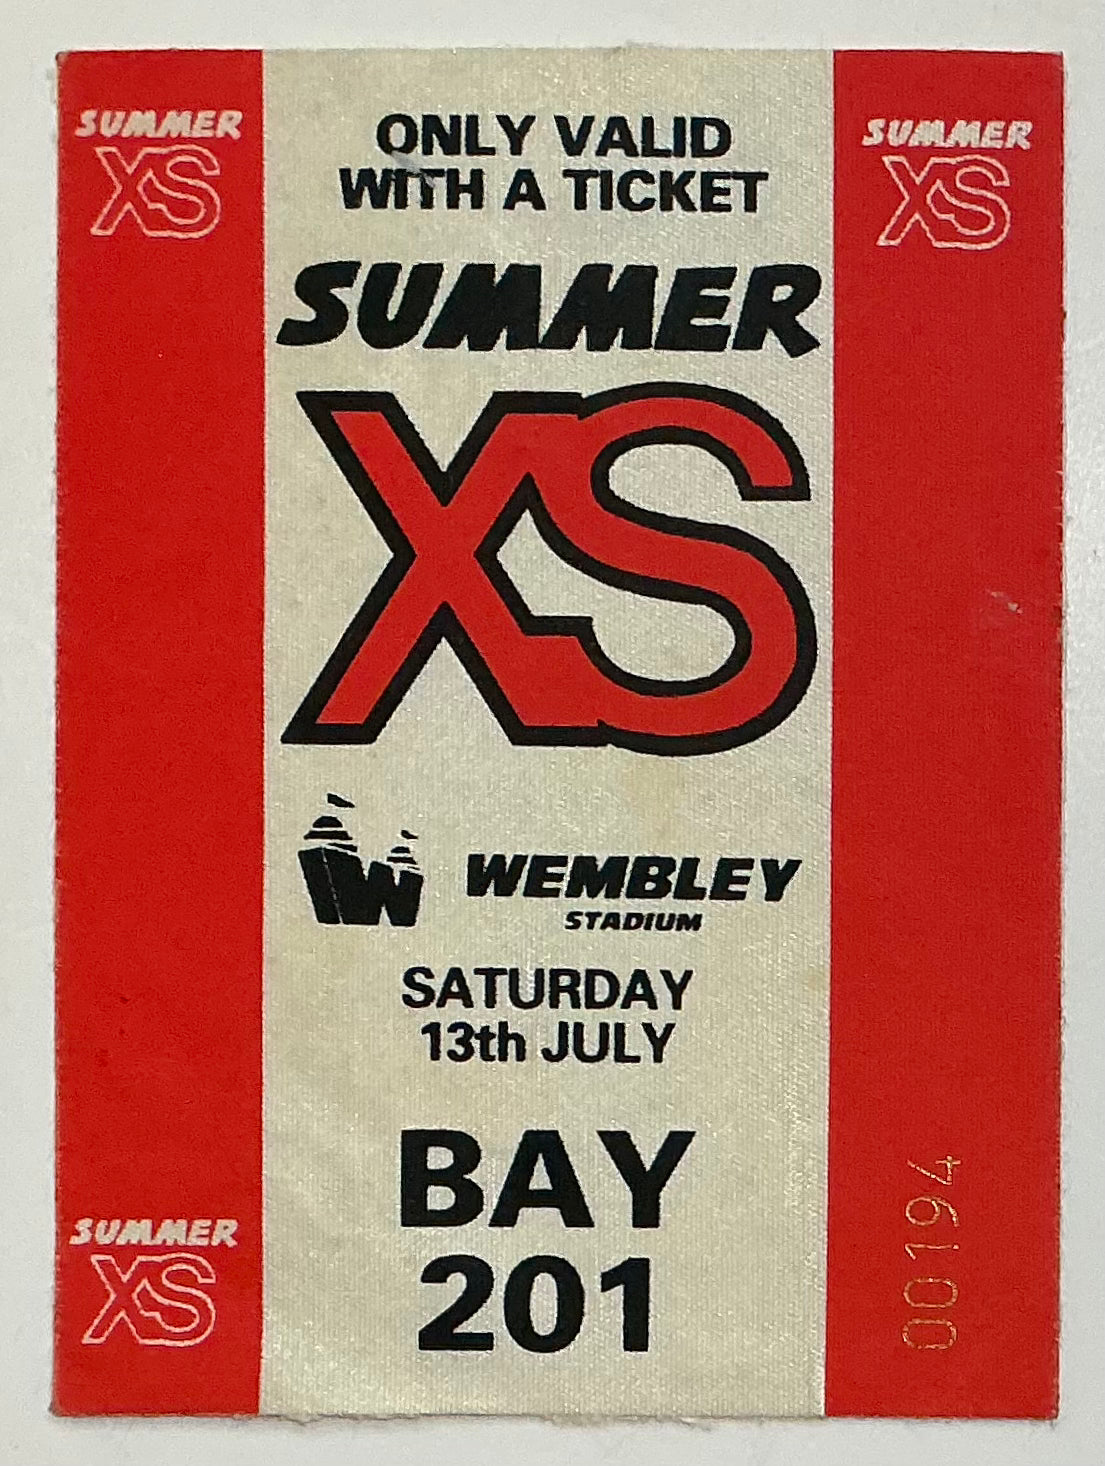 SUMMER
XS
SUMMER
XS
ONLY VALID
WITH A TICKET
SUMMER
XS
W
WEMBLEY
STADIUM
SATURDAY
13th JULY
BAY
201
SUMMER
XS
00194